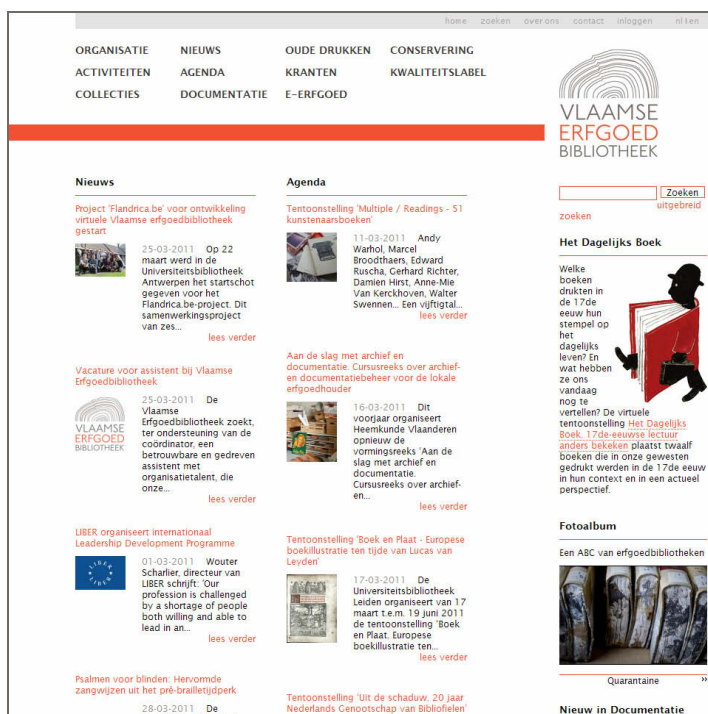 home zoeken over ons contact inloggen nl | en
ORGANISATIE NIEUWS OUDE DRUKKEN CONSERVERING
ACTIVITEITEN AGENDA KRANTEN KWALITEITSLABEL
COLLECTIES DOCUMENTATIE E-ERFGOED
VLAAMSE
ERFGOED
BIBLIOTHEEK
Nieuws
Project 'Flandrica.be' voor ontwikkeling
virtuele Vlaamse erfgoedbibliotheek
gestart
25-03-2011 Op 22
maart werd in de
Universiteitsbibliotheek
Antwerpen het startschot
gegeven voor het
Flandrica.be-project. Dit
samenwerkingsproject
van zes...
lees verder
Vacature voor assistent bij Vlaamse
Erfgoedbibliotheek
VLAAMSE
ERFGOED
BIBLIOTHEEK
25-03-2011 De
Vlaamse
Erfgoedbibliotheek zoekt,
ter ondersteuning van de
coördinator, een
betrouwbare en gedreven
assistent met
organisatietalent, die
onze...
lees verder
LIBER organiseert internationaal
Leadership Development Programme
LIBER
LIBER
01-03-2011 Wouter
Scharlier, directeur van
LIBER schrijft: 'Our
profession is challenged
by a shortage of people
both willing and able to
lead in an...
lees verder
Psalmen voor blinden: Hervormde
zangwijzen uit het pré-brailletijdperk
28-03-2011 De
Agenda
Tentoonstelling 'Multiple / Readings - 51
kunstenaarsboeken'
11-03-2011 Andy
Warhol, Marcel
Broodthaers, Edward
Ruscha, Gerhard Richter,
Damien Hirst, Anne-Mie
Van Kerckhoven, Walter
Swennen... Een vijftigtal...
lees verder
Aan de slag met archief en
documentatie. Cursusreeks over archief-
en documentatiebeheer voor de lokale
erfgoedhouder
16-03-2011 Dit
voorjaar organiseert
Heemkunde Vlaanderen
opnieuw de
vormingsreeks 'Aan de
slag met archief en
documentatie.
Cursusreeks over archief-
en...
lees verder
Tentoonstelling 'Boek en Plaat - Europese
boekillustratie ten tijde van Lucas van
Leyden'
17-03-2011 De
Universiteitsbibliotheek
Leiden organiseert van 17
maart t.e.m. 19 juni 2011
de tentoonstelling 'Boek
en Plaat. Europese
boekillustratie ten...
lees verder
Tentoonstelling 'Uit de schaduw. 20 jaar
Nederlands Genootschap van Bibliofielen'
Zoeken
uitgebreid
zoeken
Het Dagelijks Boek
Welke
boeken
drukten in
de 17de
eeuw hun
stempel op
het
dagelijks
leven? En
wat hebben
ze ons
vandaag
nog te
vertellen? De virtuele
tentoonstelling Het Dagelijks
Boek. 17de-eeuwse lectuur
anders bekeken plaatst twaalf
boeken die in onze gewesten
gedrukt werden in de 17de eeuw
in hun context en in een actueel
perspectief.
Fotoalbum
Een ABC van erfgoedbibliotheken
Quarantaine »
Nieuw in Documentatie